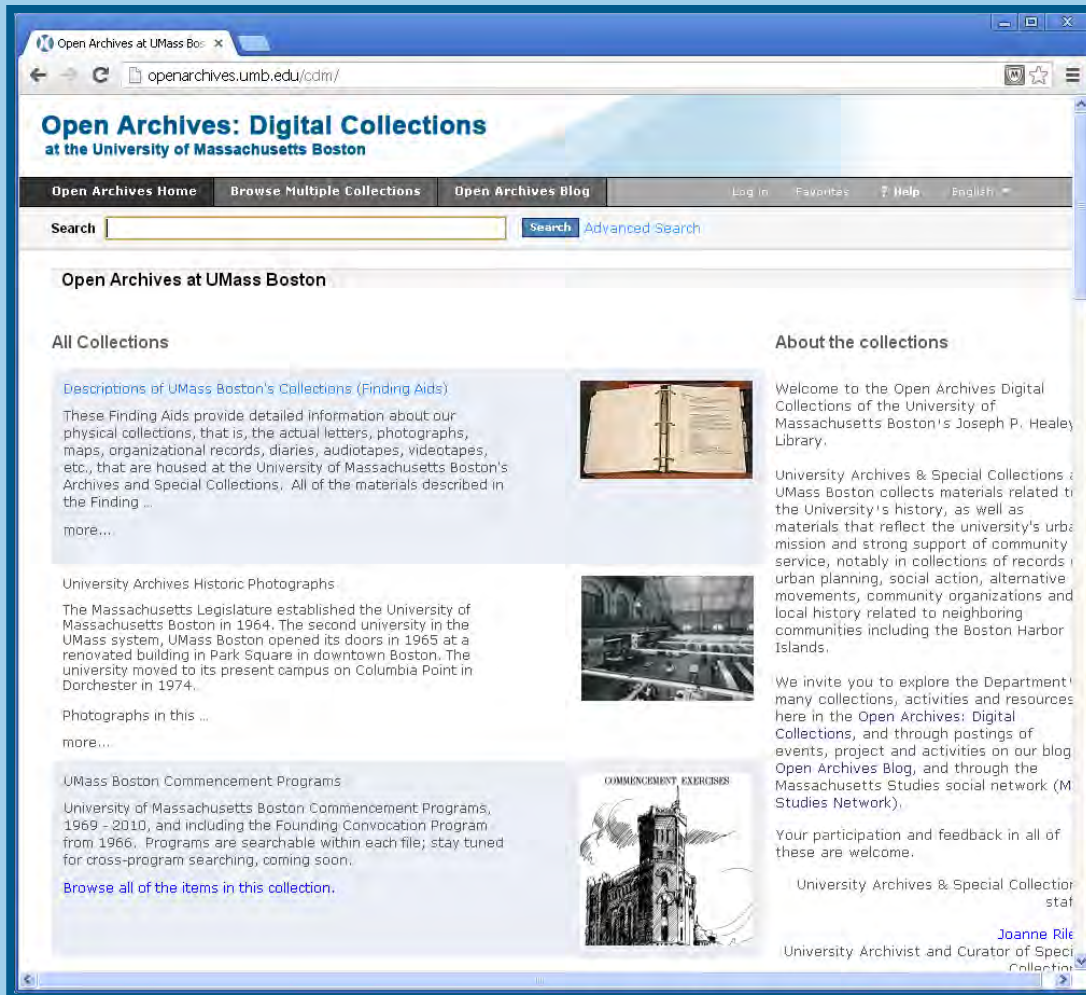 Open Archives at UMass Bos
openarchives.umb.edu/cdm/
Open Archives: Digital Collections
at the University of Massachusetts Boston
Open Archives Home Browse Multiple Collections Open Archives Blog Log in Favorites ? Help English
Search Search Advanced Search
Open Archives at UMass Boston
All Collections
Descriptions of UMass Boston's Collections (Finding Aids)
These Finding Aids provide detailed information about our
physical collections, that is, the actual letters, photographs,
maps, organizational records, diaries, audiotapes, videotapes,
etc., that are housed at the University of Massachusetts Boston's
Archives and Special Collections. All of the materials described in
the Finding ...
more....
University Archives Historic Photographs
The Massachusetts Legislature established the University of
Massachusetts Boston in 1964. The second university in the
UMass system, UMass Boston opened its doors in 1965 at a
renovated building in Park Square in downtown Boston. The
university moved to its present campus on Columbia Point in
Dorchester in 1974.
Photographs in this ...
more...
UMass Boston Commencement Programs
University of Massachusetts Boston Commencement Programs,
1969 - 2010, and including the Founding Convocation Program
from 1966. Programs are searchable within each file; stay tuned
for cross-program searching, coming soon.
Browse all of the items in this collection.
COMMENCEMENT EXERCISES
About the collections
Welcome to the Open Archives Digital
Collections of the University of
Massachusetts Boston's Joseph P. Healey
Library.
University Archives & Special Collections
UMass Boston collects materials related
the University's history, as well as
materials that reflect the university's urba
mission and strong support of community
service, notably in collections of records
urban planning, social action, alternative
movements, community organizations and
local history related to neighboring
communities including the Boston Harbor
Islands.
We invite you to explore the Department'
many collections, activities and resources
here in the Open Archives: Digital
Collections, and through postings of
events, project and activities on our blog
Open Archives Blog, and through the
Massachusetts Studies social network (M
Studies Network).
Your participation and feedback in all of
these are welcome.
University Archives & Special Collection
staf
Joanne Rile
University Archivist and Curator of Speci
Collection